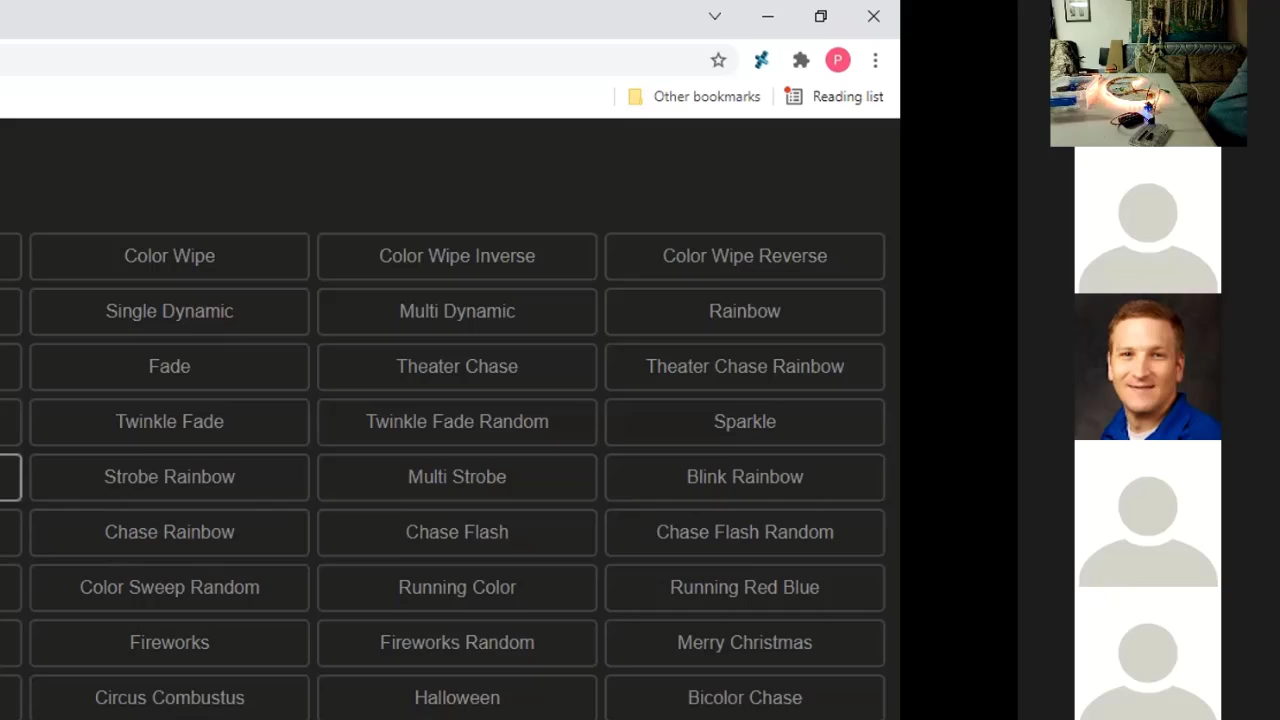 P
Other bookmarks
Reading list
Color Wipe
Color Wipe Inverse
Color Wipe Reverse
Single Dynamic
Multi Dynamic
Rainbow
Fade
Theater Chase
Theater Chase Rainbow
Twinkle Fade
Twinkle Fade Random
Sparkle
Strobe Rainbow
Multi Strobe
Blink Rainbow
Chase Rainbow
Chase Flash
Chase Flash Random
Color Sweep Random
Running Color
Running Red Blue
Fireworks
Fireworks Random
Merry Christmas
Circus Combustus
Halloween
Bicolor Chase